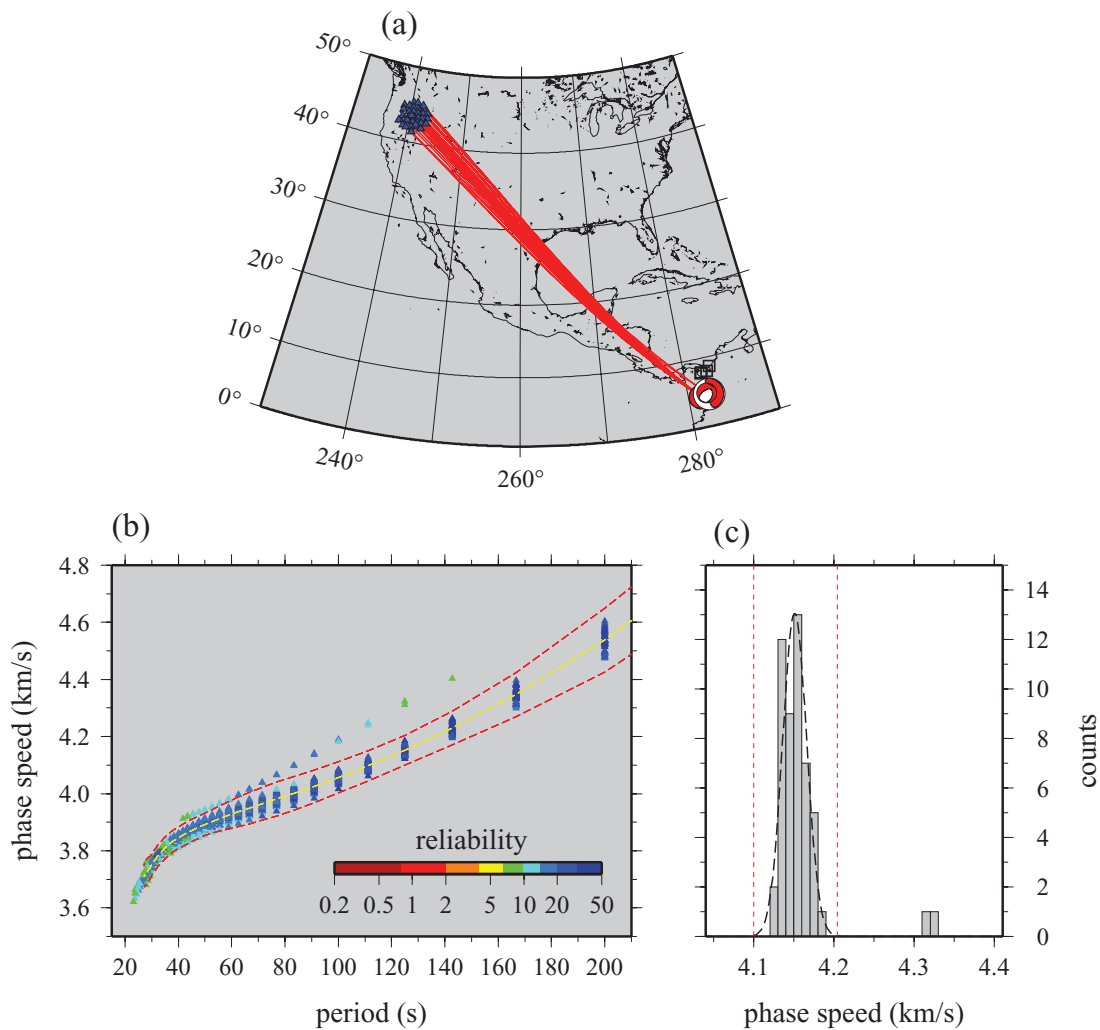 (a)
50°
40°
30°
20°
10°
0°
240°
260°
280°
(b)
phase speed (km/s)
4.8
4.6
4.4
4.2
4.0
3.8
3.6
reliability
0.2 0.5 1 2 5 10 20 50
20 40 60 80 100 120 140 160 180 200
period (s)
(c)
14
12
10
8
6
4
2
0
counts
4.1 4.2 4.3 4.4
phase speed (km/s)